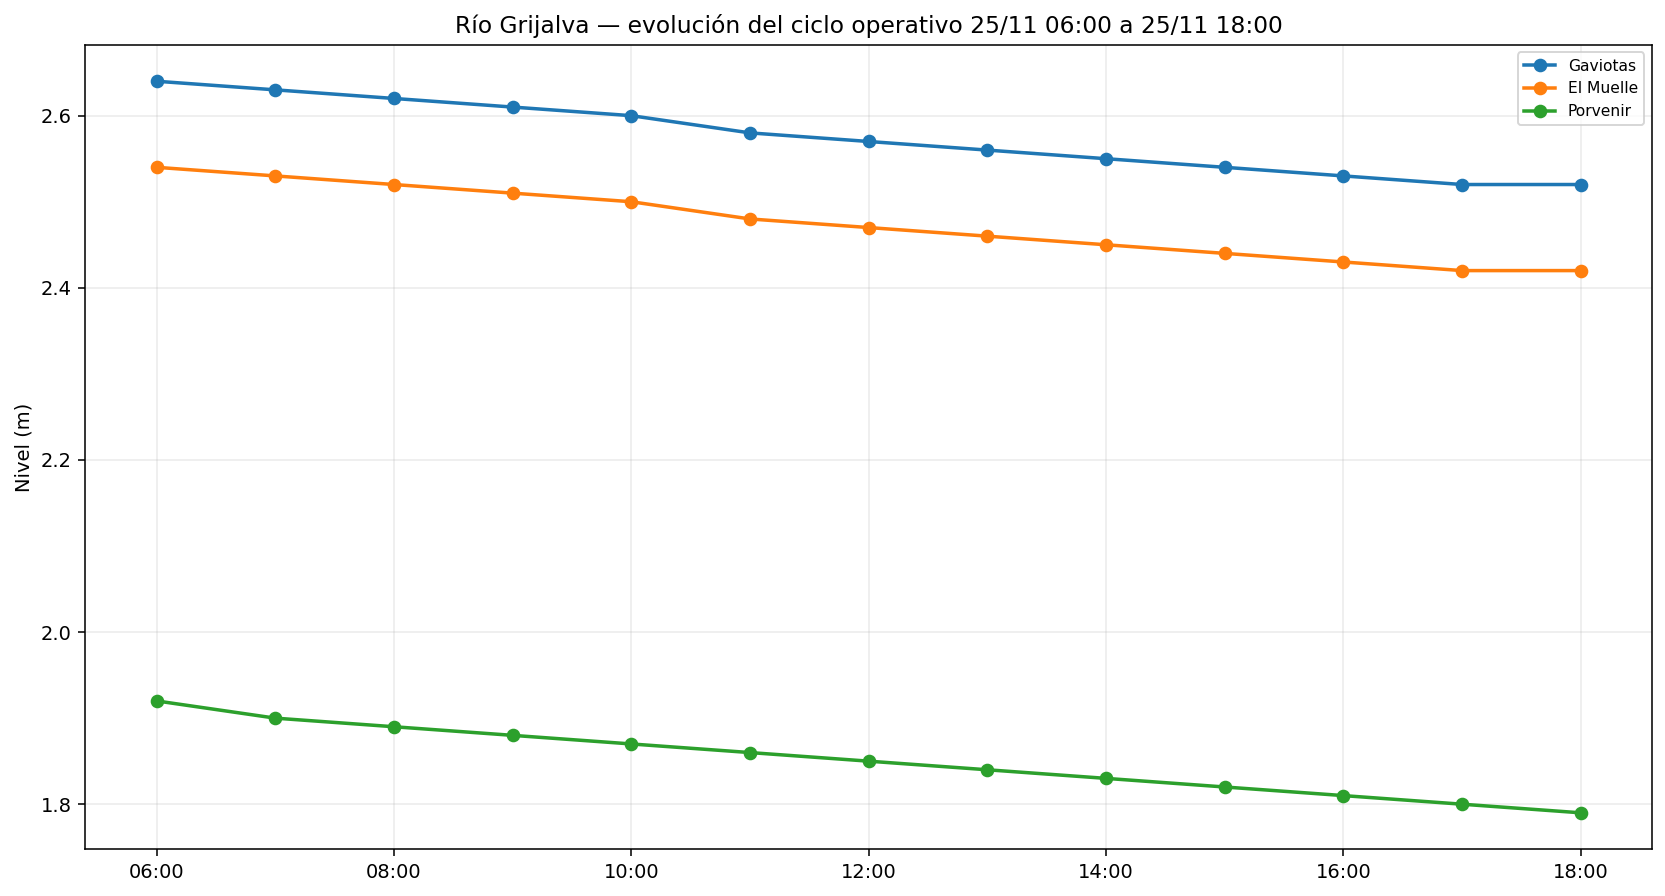 Río Grijalva — evolución del ciclo operativo 25/11 06:00 a 25/11 18:00
Gaviotas
El Muelle
Porvenir
Nivel (m)
2.6
2.4
2.2
2.0
1.8
06:00 08:00 10:00 12:00 14:00 16:00 18:00